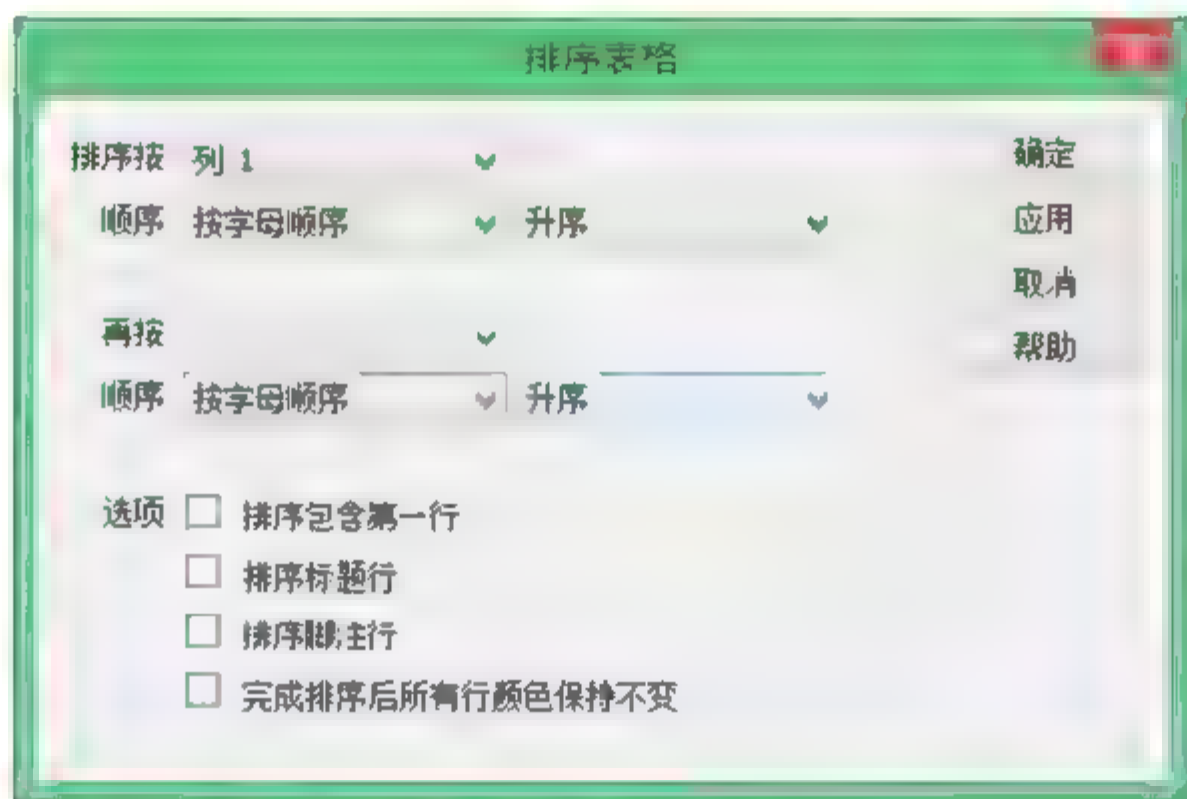 排序表格
排序按 列 1
确定
顺序 按字母顺序 升序
应用
取消
再按
帮助
顺序 按字母顺序 升序
选项 排序包含第一行
排序标题行
排序脚注行
完成排序后所有行颜色保持不变